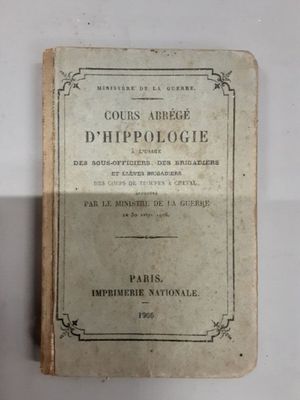 MINISTÈRE DE LA GUERRE.
COURS ABRÉGÉ
D'HIPPOLOGIE
À L'USAGE
DES SOUS-OFFICIERS, DES BRIGADIERS
ET ÉLÈVES BRIGADIERS
DES CORPS DE TROUPES À CHEVAL,
APPROUVÉ
PAR LE MINISTRE DE LA GUERRE
LE 30
PARIS.
IMPRIMERIE NATIONALE.
1906